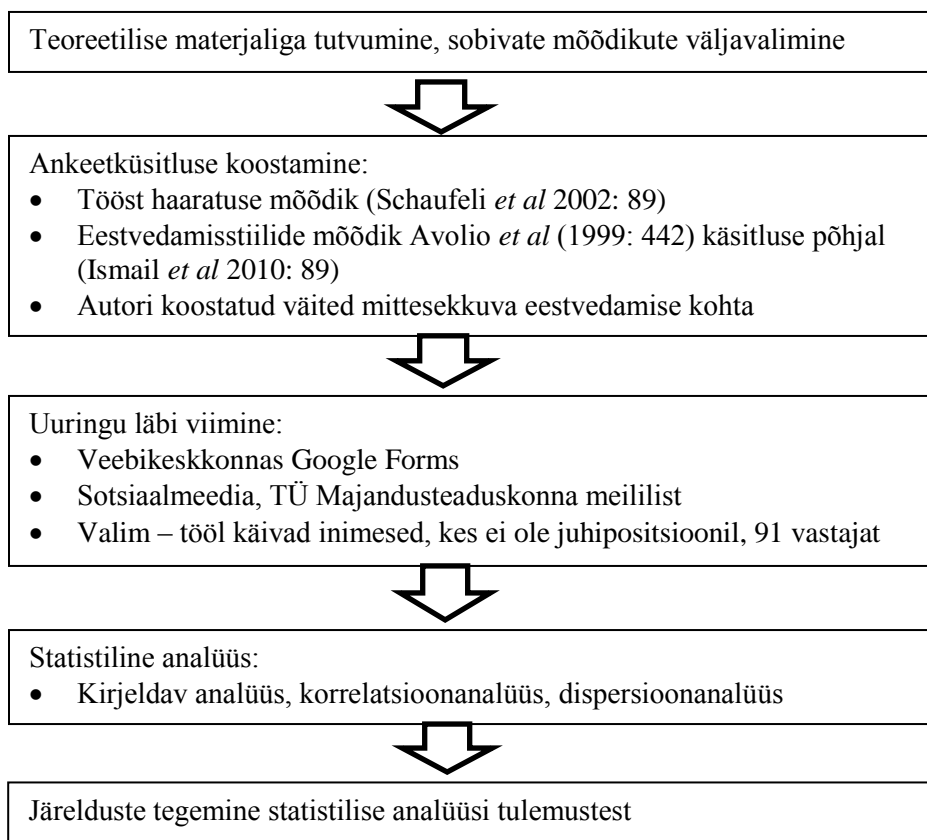 Teoreetilise materjaliga tutvumine, sobivate mõõdikute väljavalimine
Ankeetküsitluse koostamine:
• Tööst haaratuse mõõdik (Schaufeli et al 2002: 89)
• Eestvedamisstiilide mõõdik Avolio et al (1999: 442) käsitluse põhjal
(Ismail et al 2010: 89)
• Autori koostatud väited mittesekkuva eestvedamise kohta
Uuringu läbi viimine:
• Veebikeskkonnas Google Forms
• Sotsiaalmeedia, TÜ Majandusteaduskonna meililist
• Valim – tööl käivad inimesed, kes ei ole juhipositsioonil, 91 vastajat
Statistiline analüüs:
• Kirjeldav analüüs, korrelatsioonanalüüs, dispersioonanalüüs
Järelduste tegemine statistilise analüüsi tulemustest